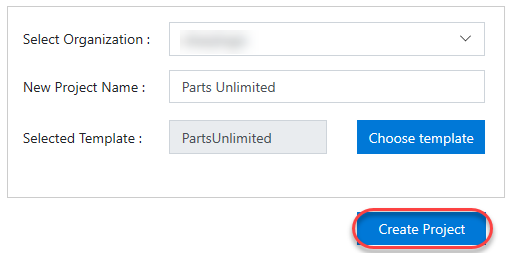 Select Organization :
New Project Name : Parts Unlimited
Selected Template : PartsUnlimited Choose template
Create Project